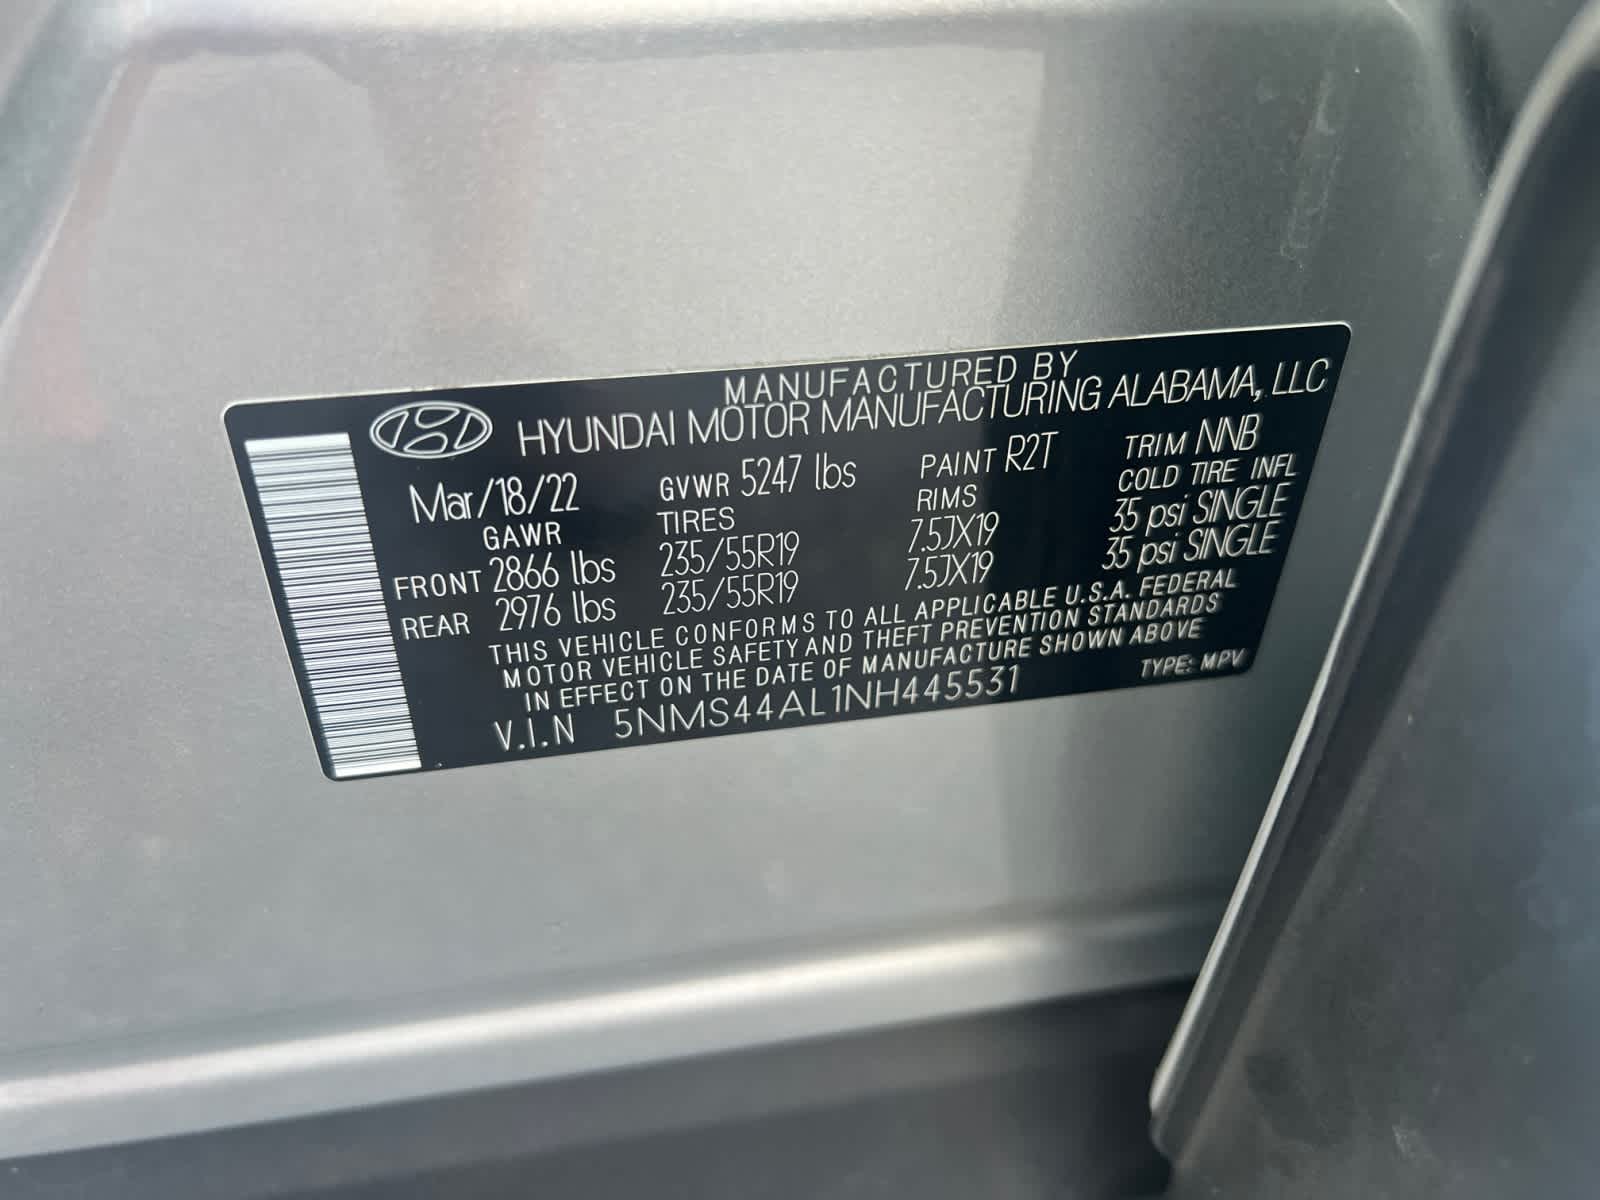 MANUFACTURED BY
HYUNDAI MOTOR MANUFACTURING ALABAMA, LLC
Mar/18/22 GVWR 5247 lbs PAINT R2T TRIM NNB
GAWR TIRES RIMS COLD TIRE INFL
FRONT 2866 lbs 235/55R19 7.5JX19 35 psi SINGLE
REAR 2976 lbs 235/55R19 7.5JX19 35 psi SINGLE
THIS VEHICLE CONFORMS TO ALL APPLICABLE U.S.A. FEDERAL
MOTOR VEHICLE SAFETY AND THEFT PREVENTION STANDARDS
IN EFFECT ON THE DATE OF MANUFACTURE SHOWN ABOVE
V.I.N 5NMS44AL1NH445531 TYPE: MPV